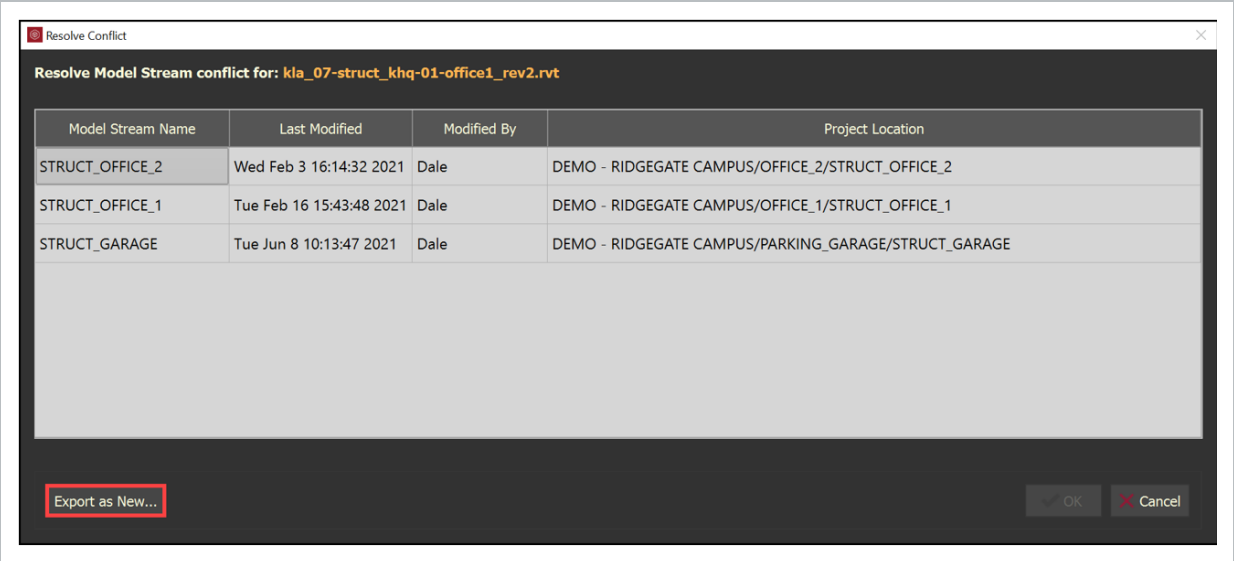 Resolve Conflict
Resolve Model Stream conflict for: kla_07-struct_khq-01-office1_rev2.rvt
Model Stream Name Last Modified Modified By Project Location
STRUCT_OFFICE_2 Wed Feb 3 16:14:32 2021 Dale DEMO - RIDGEGATE CAMPUS/OFFICE_2/STRUCT_OFFICE_2
STRUCT_OFFICE_1 Tue Feb 16 15:43:48 2021 Dale DEMO - RIDGEGATE CAMPUS/OFFICE_1/STRUCT_OFFICE_1
STRUCT_GARAGE Tue Jun 8 10:13:47 2021 Dale DEMO - RIDGEGATE CAMPUS/PARKING_GARAGE/STRUCT_GARAGE
Export as New... OK Cancel